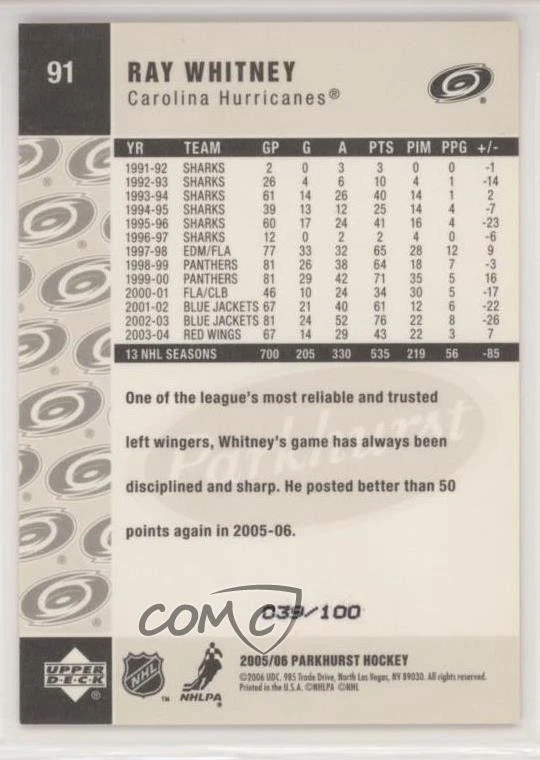 91
RAY WHITNEY
Carolina Hurricanes®
YR TEAM GP G A PTS PIM PPG +/-
1991-92 SHARKS 2 0 3 3 0 0 -1
1992-93 SHARKS 26 4 6 10 4 1 -14
1993-94 SHARKS 61 14 26 40 14 1 2
1994-95 SHARKS 39 13 12 25 14 4 -7
1995-96 SHARKS 60 17 24 41 16 4 -23
1996-97 SHARKS 12 0 2 2 4 0 -6
1997-98 EDM/FLA 77 33 32 65 28 12 9
1998-99 PANTHERS 81 26 38 64 18 7 -3
1999-00 PANTHERS 81 29 42 71 35 5 16
2000-01 FLA/CLB 46 10 24 34 30 5 -17
2001-02 BLUE JACKETS 67 21 40 61 12 6 -22
2002-03 BLUE JACKETS 81 24 52 76 22 8 -26
2003-04 RED WINGS 67 14 29 43 22 3 7
13 NHL SEASONS 700 205 330 535 219 56 -85
One of the league's most reliable and trusted
left wingers, Whitney's game has always been
disciplined and sharp. He posted better than 50
points again in 2005-06.
Parkhurst
039/100
COMC
UPPER
D·E·C·K
®
NHL
™
NHLPA
®
2005/06 PARKHURST HOCKEY
©2006 UDC. 985 Trade Drive, North Las Vegas, NV 89030. All rights reserved.
Printed in the U.S.A. ©NHLPA ©NHL